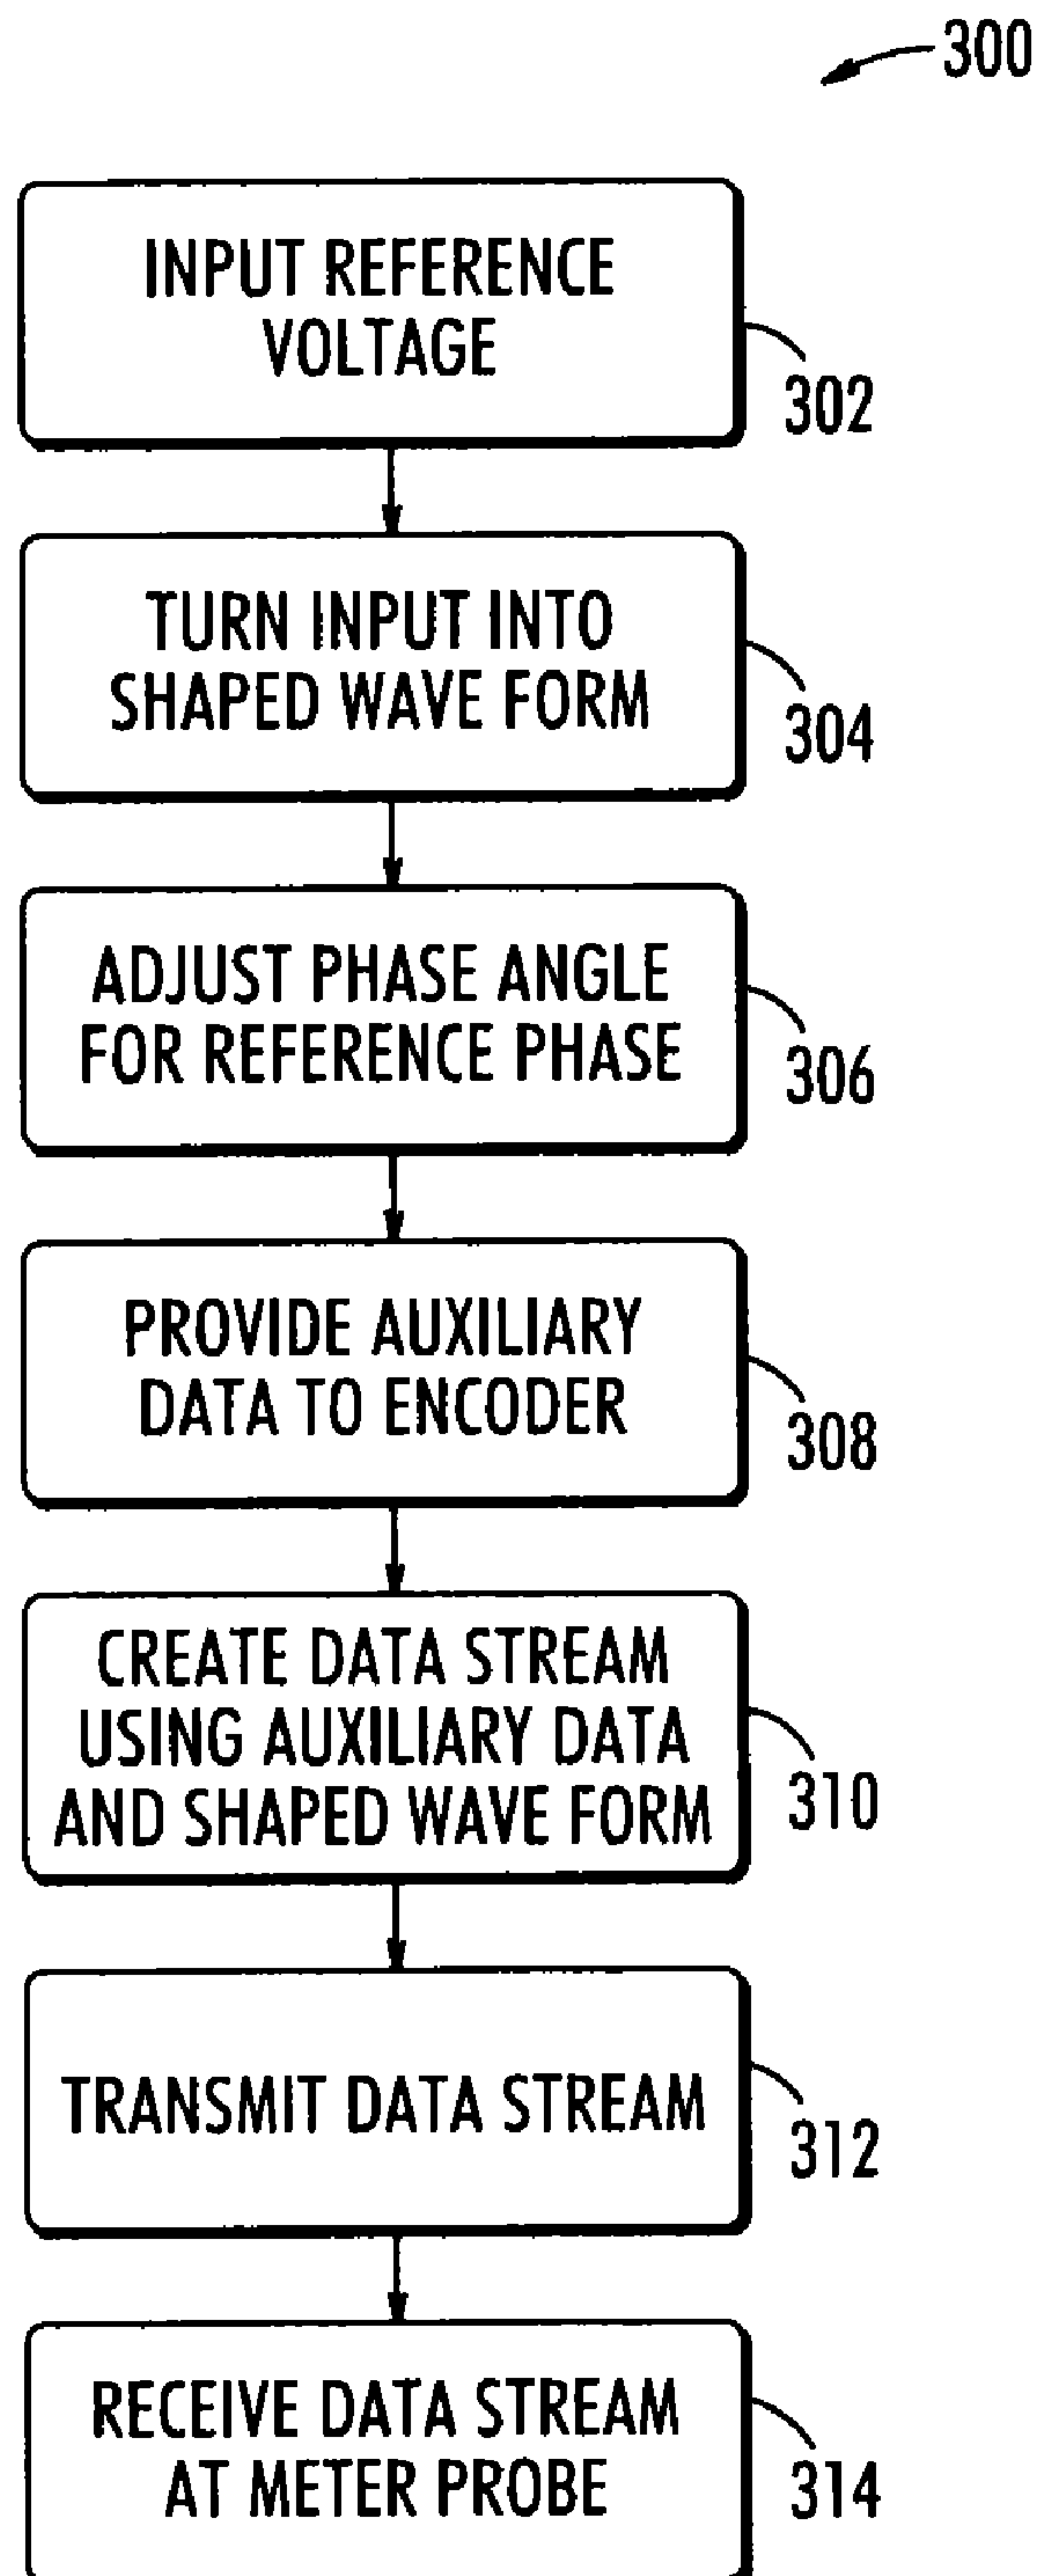 300
INPUT REFERENCE
VOLTAGE
302
TURN INPUT INTO
SHAPED WAVE FORM
304
ADJUST PHASE ANGLE
FOR REFERENCE PHASE
306
PROVIDE AUXILIARY
DATA TO ENCODER
308
CREATE DATA STREAM
USING AUXILIARY DATA
AND SHAPED WAVE FORM
310
TRANSMIT DATA STREAM
312
RECEIVE DATA STREAM
AT METER PROBE
314